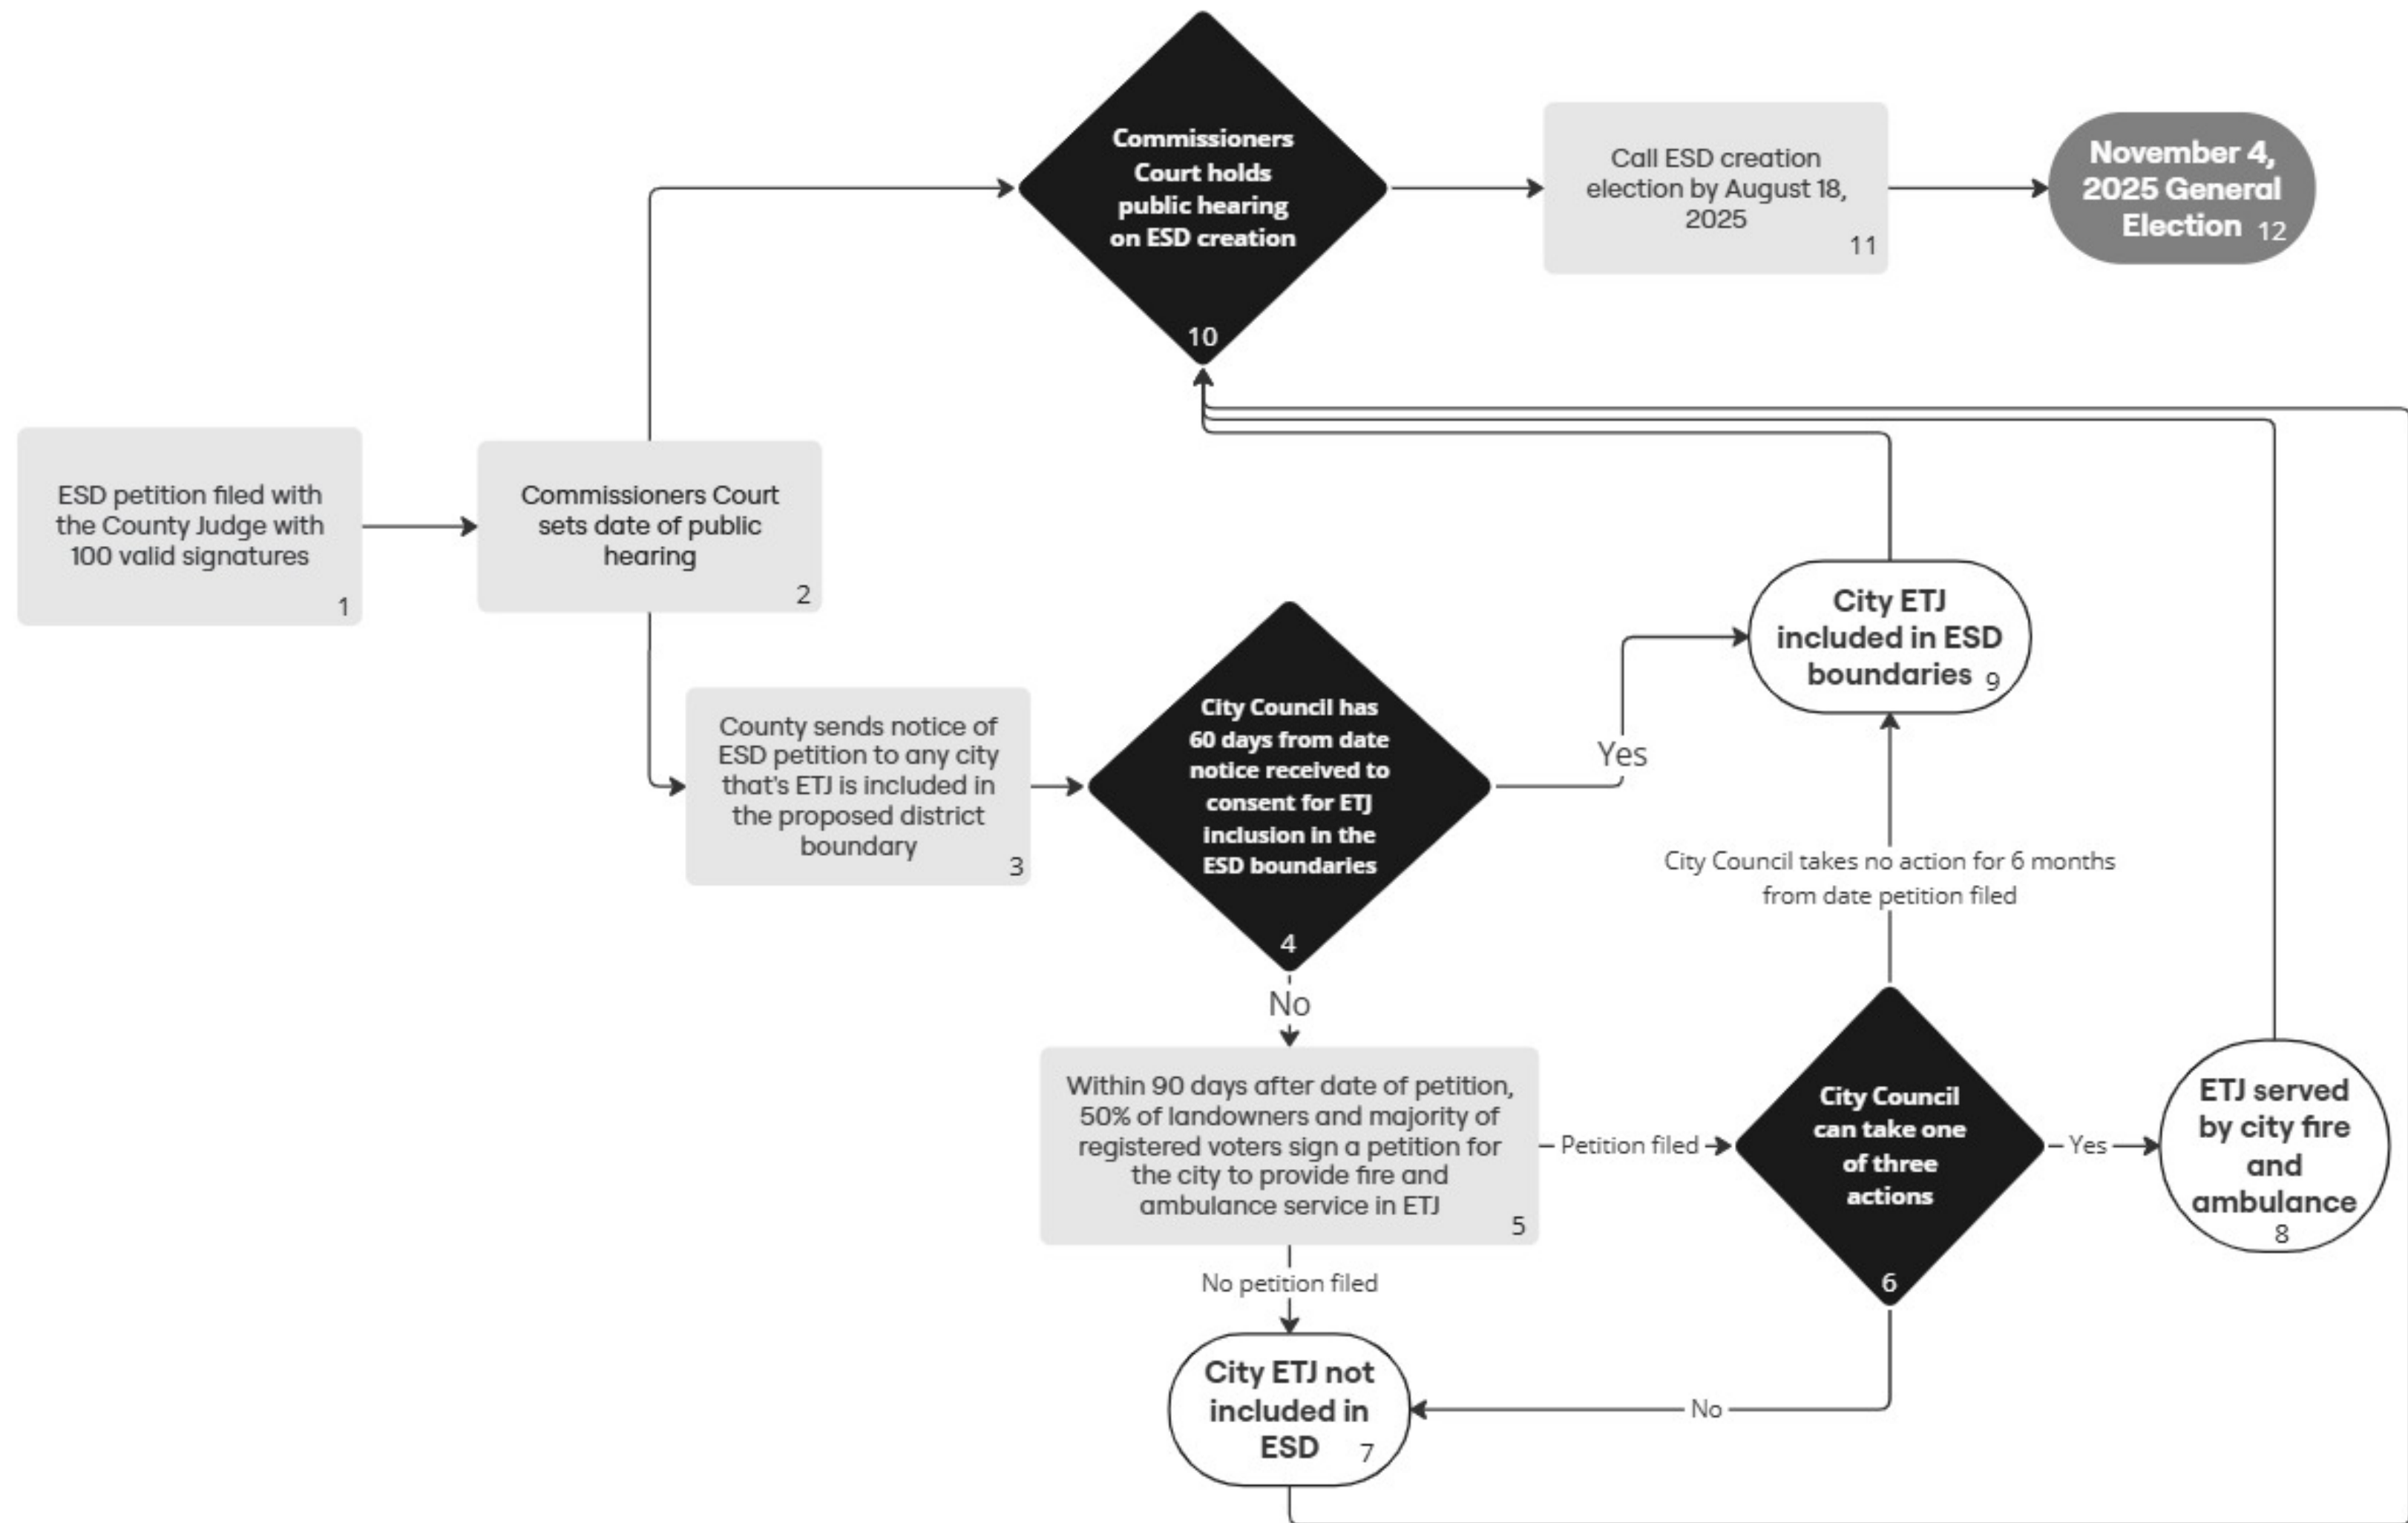 ESD petition filed with
the County Judge with
100 valid signatures
1
Commissioners Court
sets date of public
hearing
2
County sends notice of
ESD petition to any city
that's ETJ is included in
the proposed district
boundary
3
City Council has
60 days from date
notice received to
consent for ETJ
inclusion in the
ESD boundaries
4
Yes
No
Within 90 days after date of petition,
50% of landowners and majority of
registered voters sign a petition for
the city to provide fire and
ambulance service in ETJ
5
Petition filed
No petition filed
City Council
can take one
of three
actions
6
City Council takes no action for 6 months
from date petition filed
Yes
No
City ETJ not
included in
ESD 7
ETJ served
by city fire
and
ambulance
8
City ETJ
included in ESD
boundaries 9
Commissioners
Court holds
public hearing
on ESD creation
10
Call ESD creation
election by August 18,
2025
11
November 4,
2025 General
Election 12